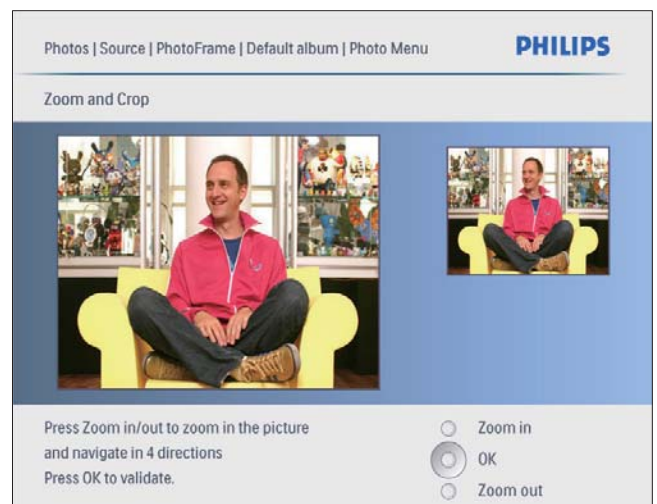 Photos | Source | PhotoFrame | Default album | Photo Menu
PHILIPS
Zoom and Crop
Press Zoom in/out to zoom in the picture
and navigate in 4 directions
Press OK to validate.
Zoom in
OK
Zoom out